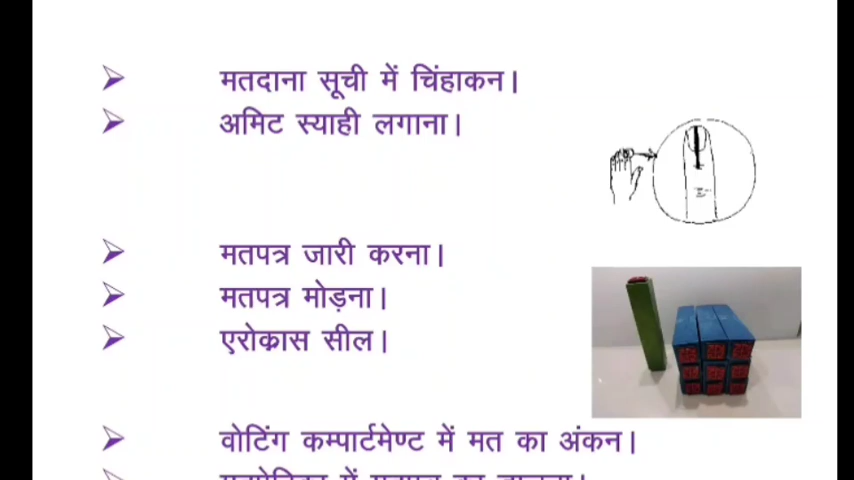 मतदाना सूची में चिंहाकन।
अमिट स्याही लगाना।
मतपत्र जारी करना।
मतपत्र मोड़ना।
एरोक्रास सील।
वोटिंग कम्पार्टमेण्ट में मत का अंकन।